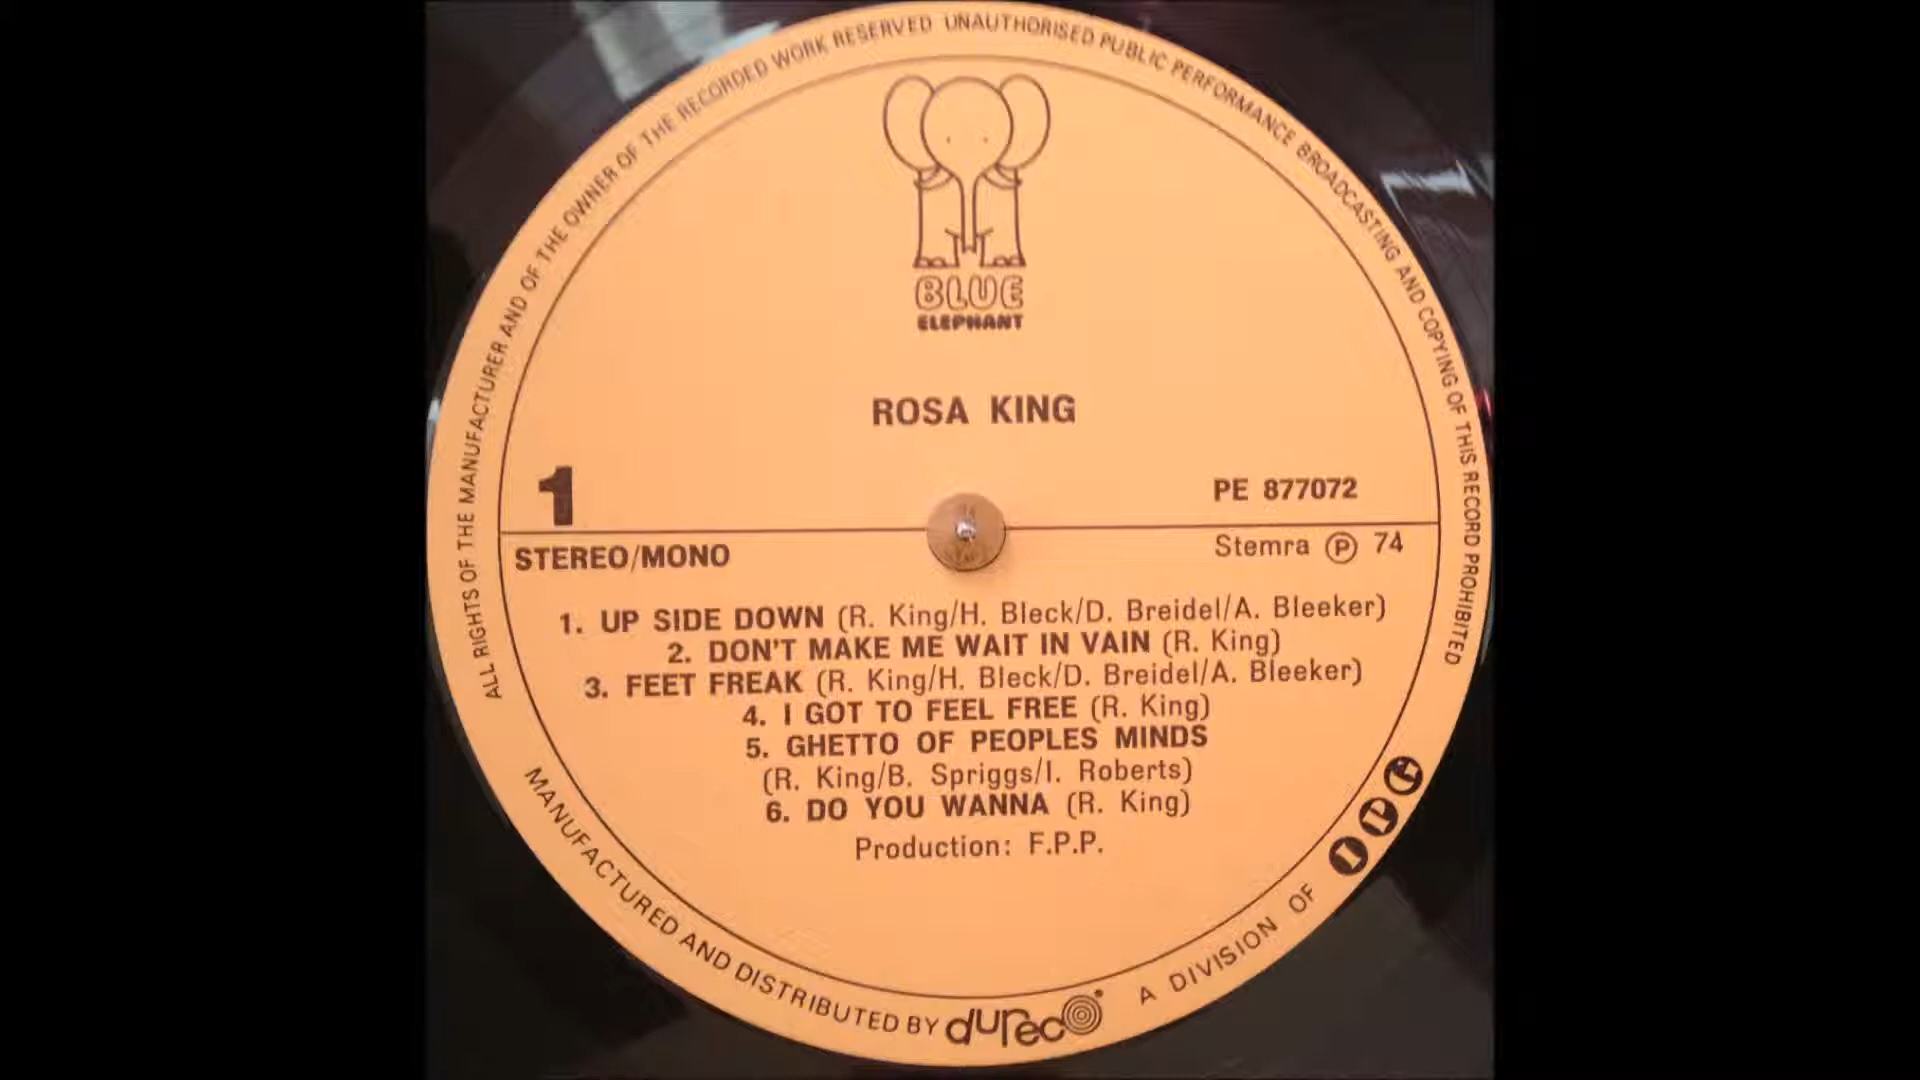 ALL RIGHTS OF THE MANUFACTURER AND OF THE OWNER OF THE RECORDED WORK RESERVED UNAUTHORISED PUBLIC PERFORMANCE BROADCASTING AND COPYING OF THIS RECORD PROHIBITED
BLUE
ELEPHANT
ROSA KING
1
PE 877072
STEREO/MONO
Stemra Ⓟ 74
1. UP SIDE DOWN (R. King/H. Bleck/D. Breidel/A. Bleeker)
2. DON'T MAKE ME WAIT IN VAIN (R. King)
3. FEET FREAK (R. King/H. Bleck/D. Breidel/A. Bleeker)
4. I GOT TO FEEL FREE (R. King)
5. GHETTO OF PEOPLES MINDS
(R. King/B. Spriggs/I. Roberts)
6. DO YOU WANNA (R. King)
Production: F.P.P.
MANUFACTURED AND DISTRIBUTED BY dureco A DIVISION OF